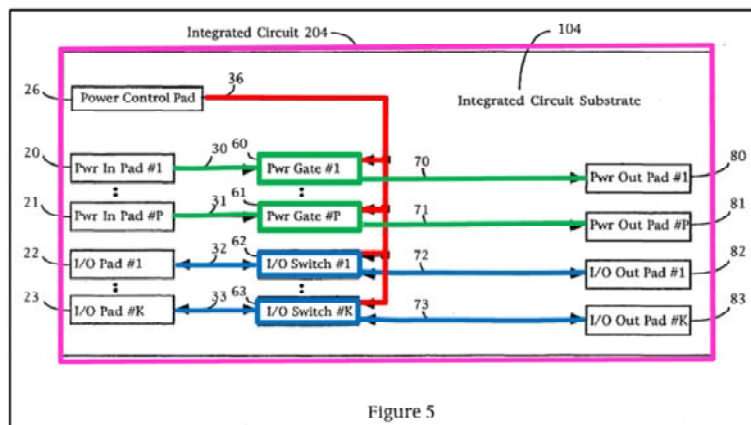 Integrated Circuit 204
104
26
36
Power Control Pad
Integrated Circuit Substrate
20
30
60
70
80
Pwr In Pad #1
Pwr Gate #1
Pwr Out Pad #1
21
31
61
71
81
Pwr In Pad #P
Pwr Gate #P
Pwr Out Pad #P
22
32
62
72
82
I/O Pad #1
I/O Switch #1
I/O Out Pad #1
23
33
63
73
83
I/O Pad #K
I/O Switch #K
I/O Out Pad #K
Figure 5